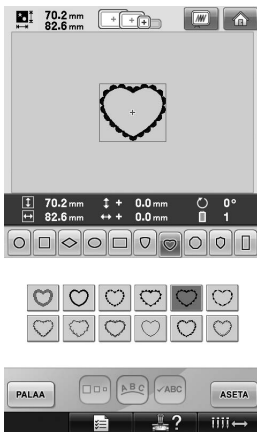 70.2 mm
82.6 mm
70.2 mm + 0.0 mm 0°
82.6 mm + 0.0 mm 1
ABC ABC
PALAA ASETA
?